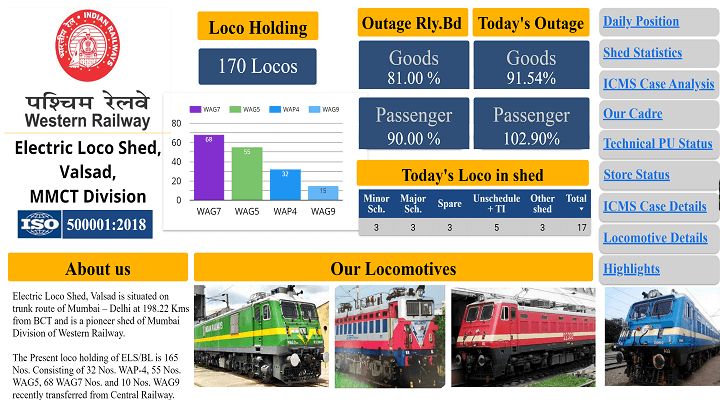 भारतीय रेल INDIAN RAILWAYS
पश्चिम रेलवे
Western Railway
Electric Loco Shed,
Valsad,
MMCT Division
ISO 500001:2018
Loco Holding
170 Locos
WAG7 WAG5 WAP4 WAG9
80
60
40
20
0
68
55
32
15
WAG7 WAG5 WAP4 WAG9
Outage Rly.Bd
Goods
81.00 %
Passenger
90.00 %
Today's Outage
Goods
91.54%
Passenger
102.90%
Today's Loco in shed
Minor Sch. Major Sch. Spare Unschedule + TI Other shed Total
3 3 3 5 3 17
Daily Position
Shed Statistics
ICMS Case Analysis
Our Cadre
Technical PU Status
Store Status
ICMS Case Details
Locomotive Details
Highlights
About us
Electric Loco Shed, Valsad is situated on
trunk route of Mumbai – Delhi at 198.22 Kms
from BCT and is a pioneer shed of Mumbai
Division of Western Railway.
The Present loco holding of ELS/BL is 165
Nos. Consisting of 32 Nos. WAP-4, 55 Nos.
WAG5, 68 WAG7 Nos. and 10 Nos. WAG9
recently transferred from Central Railway.
Our Locomotives